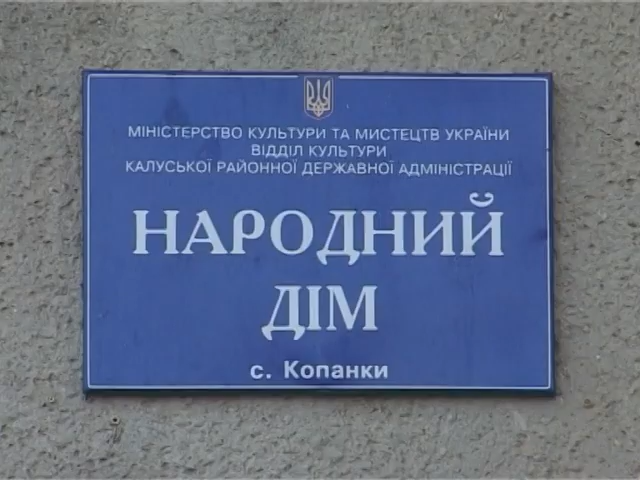 МІНІСТЕРСТВО КУЛЬТУРИ ТА МИСТЕЦТВ УКРАЇНИ
ВІДДІЛ КУЛЬТУРИ
КАЛУСЬКОЇ РАЙОННОЇ ДЕРЖАВНОЇ АДМІНІСТРАЦІЇ
НАРОДНИЙ
ДІМ
с. Копанки